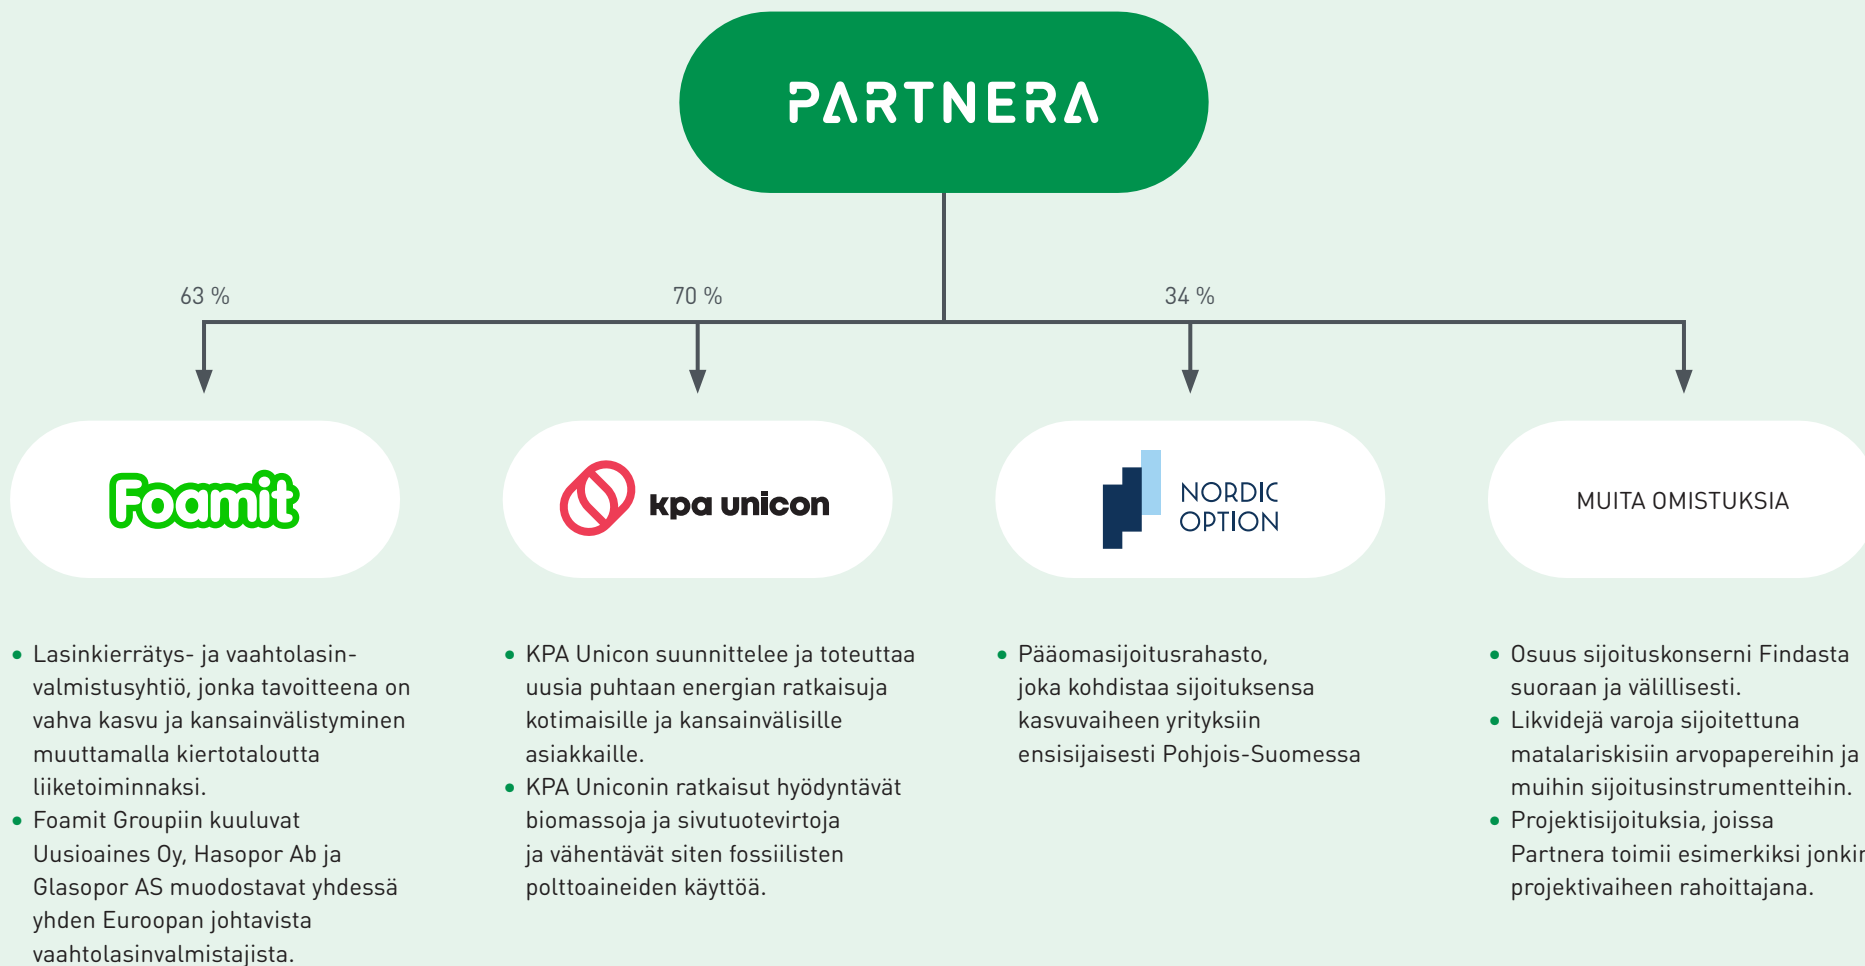 PARTNERA
63 %
70 %
34 %
Foamit
kpa unicon
NORDIC
OPTION
MUITA OMISTUKSIA
• Lasinkierrätys- ja vaahtolasin-
valmistusyhtiö, jonka tavoitteena on
vahva kasvu ja kansainvälistyminen
muuttamalla kiertotaloutta
liiketoiminnaksi.
• Foamit Groupiin kuuluvat
Uusioaines Oy, Hasopor Ab ja
Glasopor AS muodostavat yhdessä
yhden Euroopan johtavista
vaahtolasinvalmistajista.
• KPA Unicon suunnittelee ja toteuttaa
uusia puhtaan energian ratkaisuja
kotimaisille ja kansainvälisille
asiakkaille.
• KPA Uniconin ratkaisut hyödyntävät
biomassoja ja sivutuotevirtoja
ja vähentävät siten fossiilisten
polttoaineiden käyttöä.
• Pääomasijoitusrahasto,
joka kohdistaa sijoituksensa
kasvuvaiheen yrityksiin
ensisijaisesti Pohjois-Suomessa
• Osuus sijoituskonserni Findasta
suoraan ja välillisesti.
• Likvidejä varoja sijoitettuna
matalariskisiin arvopapereihin ja
muihin sijoitusinstrumentteihin.
• Projektisijoituksia, joissa
Partnera toimii esimerkiksi jonkin
projektivaiheen rahoittajana.